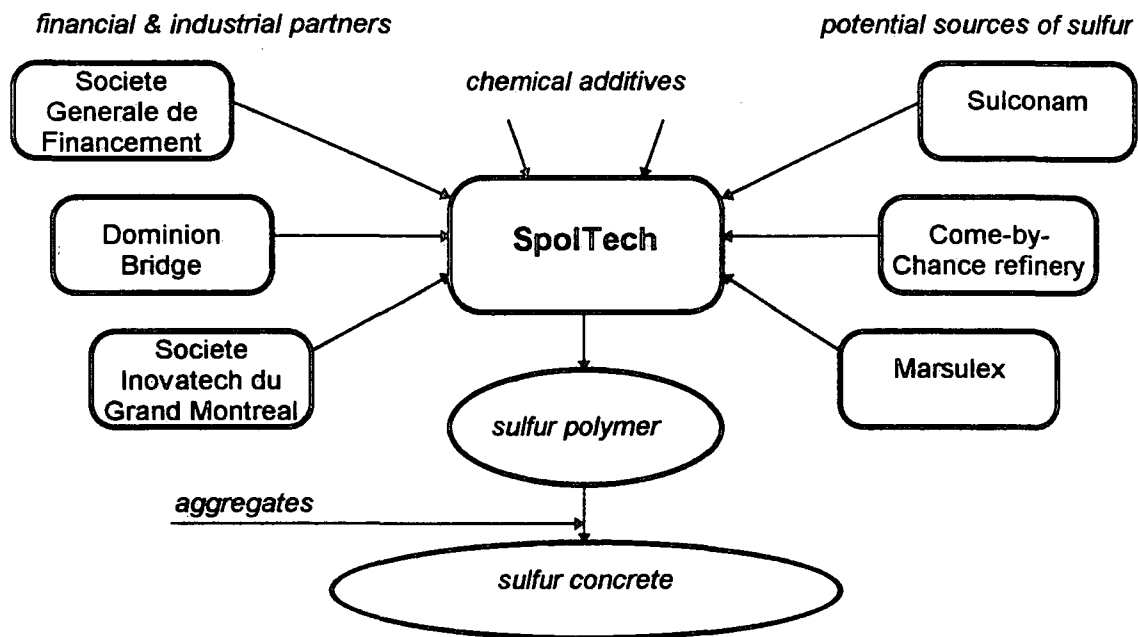 financial & industrial partners
potential sources of sulfur
chemical additives
Societe
Generale de
Financement
Sulconam
Dominion
Bridge
SpolTech
Come-by-
Chance refinery
Societe
Inovatech du
Grand Montreal
Marsulex
sulfur polymer
aggregates
sulfur concrete